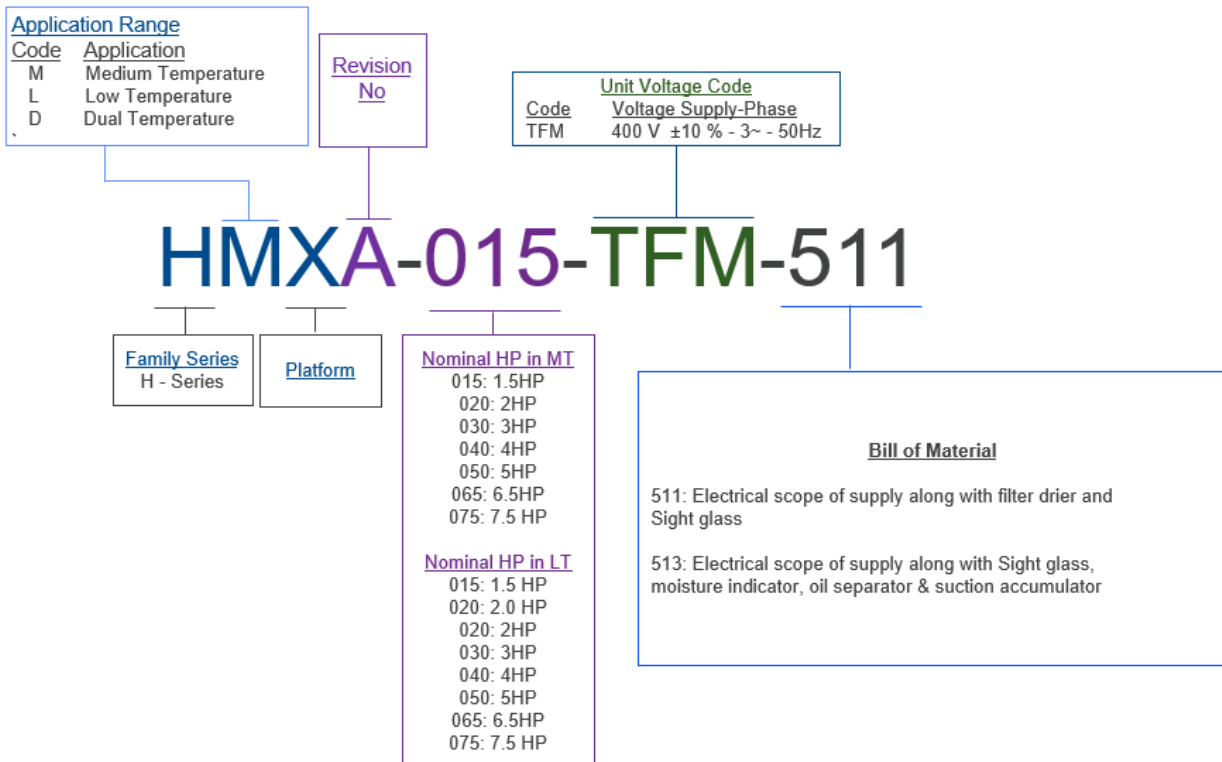 Application Range
Code Application
M Medium Temperature
L Low Temperature
D Dual Temperature
`
Revision
No
Unit Voltage Code
Code Voltage Supply-Phase
TFM 400 V ±10 % - 3~ - 50Hz
HMXA-015-TFM-511
Family Series
H - Series
Platform
Nominal HP in MT
015: 1.5HP
020: 2HP
030: 3HP
040: 4HP
050: 5HP
065: 6.5HP
075: 7.5 HP
Nominal HP in LT
015: 1.5 HP
020: 2.0 HP
020: 2HP
030: 3HP
040: 4HP
050: 5HP
065: 6.5HP
075: 7.5 HP
Bill of Material
511: Electrical scope of supply along with filter drier and
Sight glass
513: Electrical scope of supply along with Sight glass,
moisture indicator, oil separator & suction accumulator